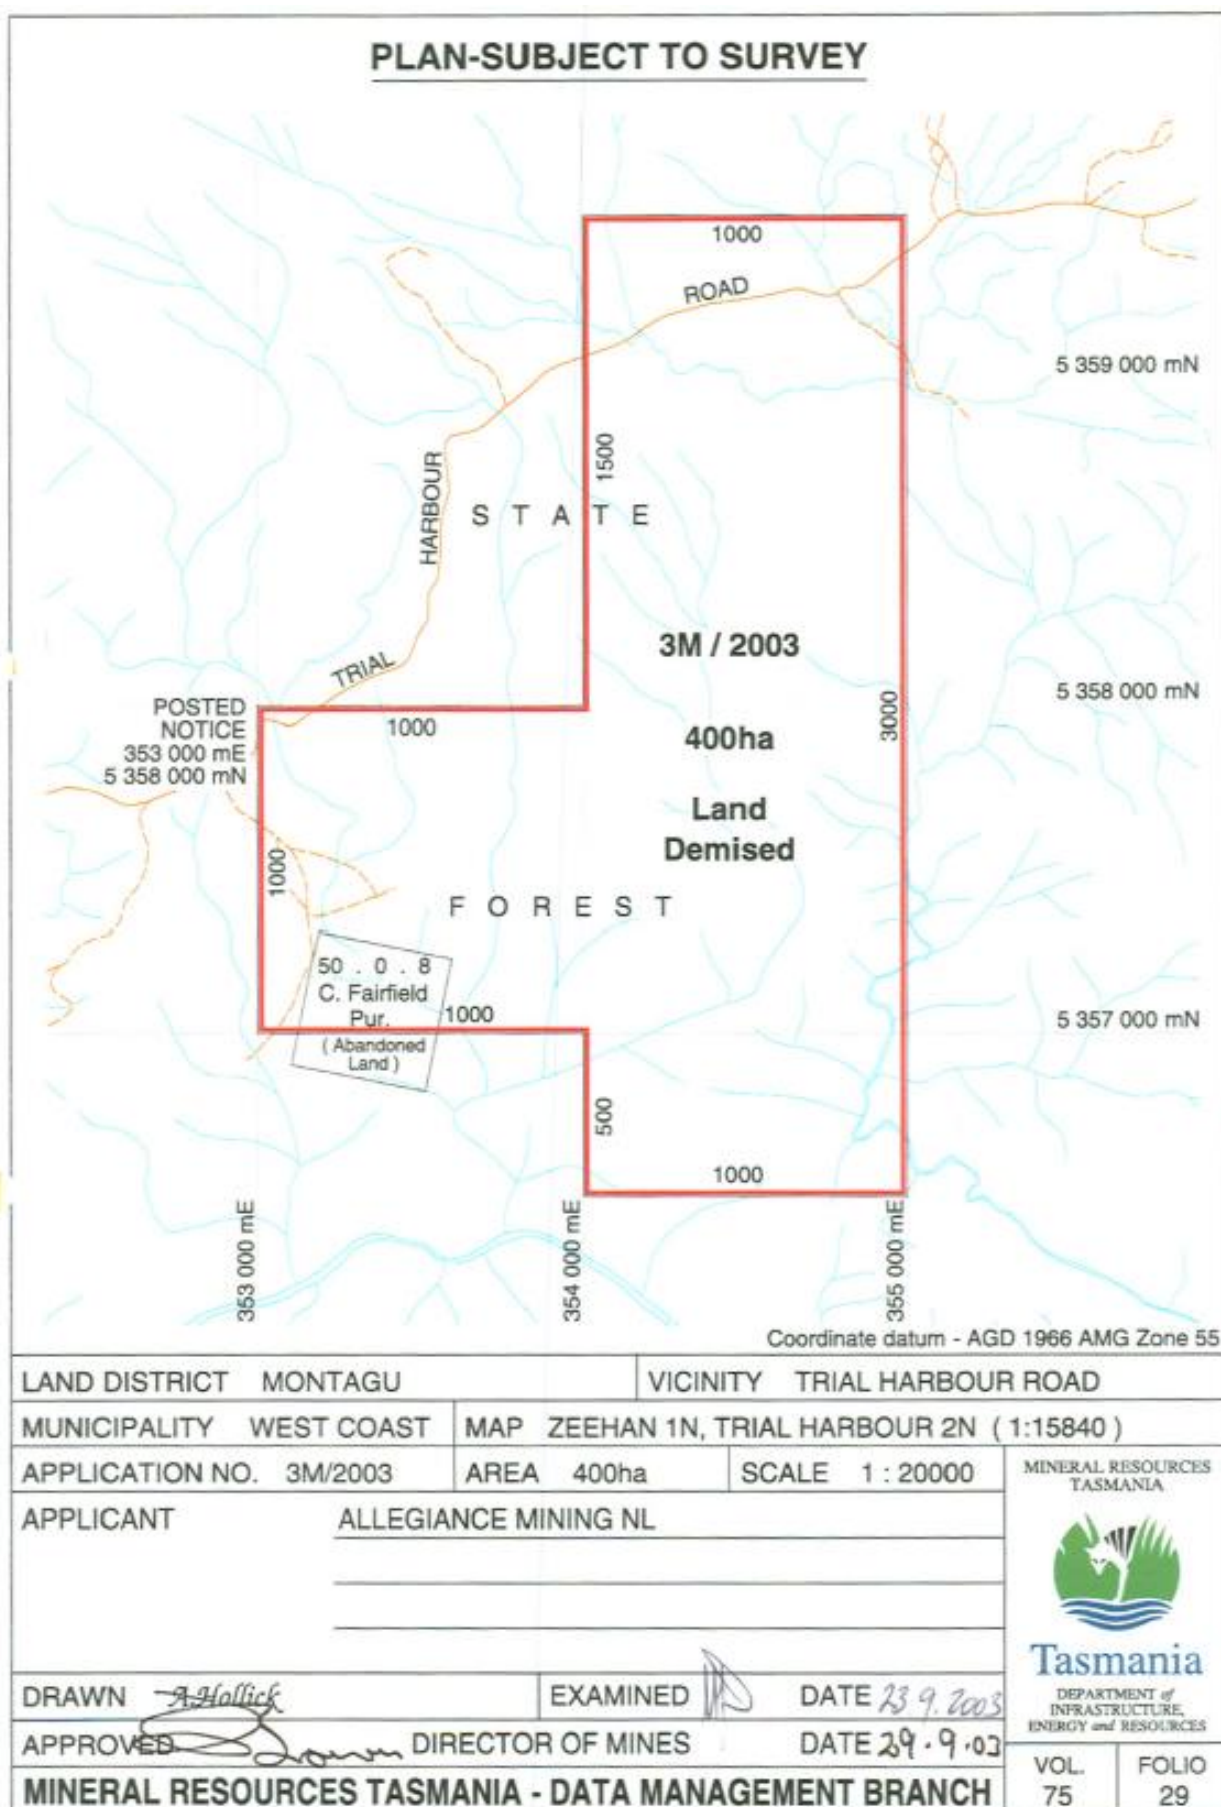 PLAN-SUBJECT TO SURVEY
1000
ROAD
5 359 000 mN
1500
HARBOUR
STATE
3M / 2003
TRIAL
5 358 000 mN
POSTED
NOTICE
353 000 mE
5 358 000 mN
1000
3000
400ha
Land
Demised
1000
FOREST
50 . 0 . 8
C. Fairfield
Pur.
( Abandoned
Land )
1000
5 357 000 mN
500
1000
353 000 mE
354 000 mE
355 000 mE
Coordinate datum - AGD 1966 AMG Zone 55
LAND DISTRICT MONTAGU
VICINITY TRIAL HARBOUR ROAD
MUNICIPALITY WEST COAST
MAP ZEEHAN 1N, TRIAL HARBOUR 2N ( 1:15840 )
APPLICATION NO. 3M/2003
AREA 400ha
SCALE 1 : 20000
MINERAL RESOURCES
TASMANIA
APPLICANT ALLEGIANCE MINING NL
Tasmania
DEPARTMENT of
INFRASTRUCTURE,
ENERGY and RESOURCES
DRAWN A.Hollick
EXAMINED
DATE 23.9.2003
APPROVED
DIRECTOR OF MINES
DATE 29.9.03
MINERAL RESOURCES TASMANIA - DATA MANAGEMENT BRANCH
VOL.
75
FOLIO
29